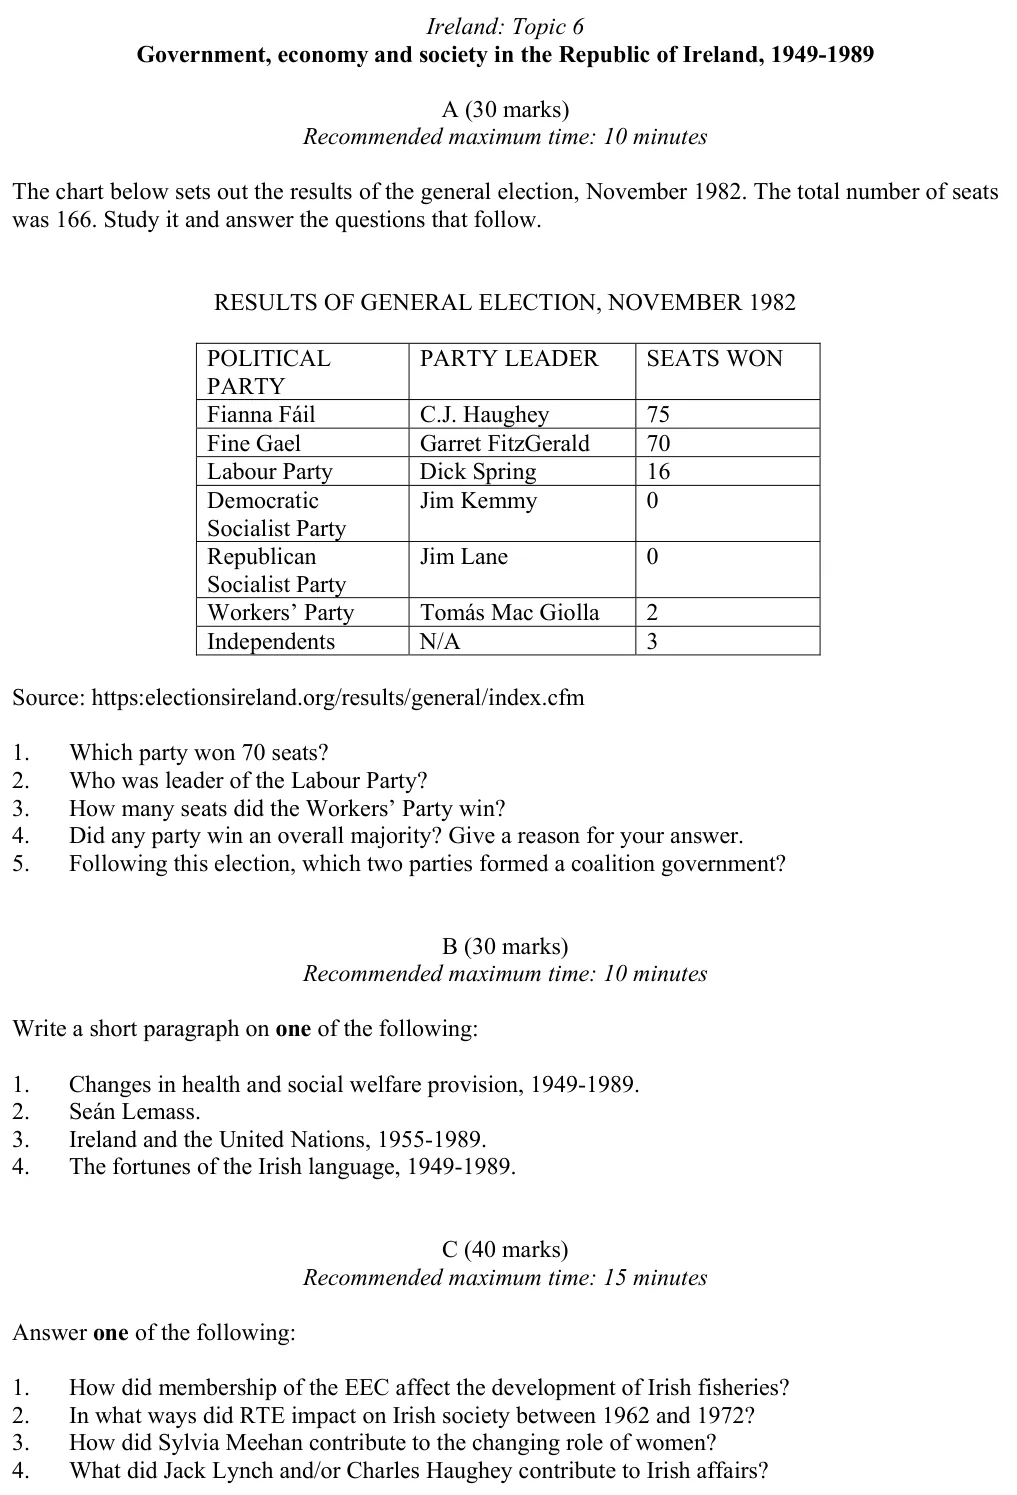 Ireland: Topic 6
Government, economy and society in the Republic of Ireland, 1949-1989
A (30 marks)
Recommended maximum time: 10 minutes
The chart below sets out the results of the general election, November 1982. The total number of seats
was 166. Study it and answer the questions that follow.
RESULTS OF GENERAL ELECTION, NOVEMBER 1982
POLITICAL PARTY | PARTY LEADER | SEATS WON
Fianna Fáil | C.J. Haughey | 75
Fine Gael | Garret FitzGerald | 70
Labour Party | Dick Spring | 16
Democratic Socialist Party | Jim Kemmy | 0
Republican Socialist Party | Jim Lane | 0
Workers’ Party | Tomás Mac Giolla | 2
Independents | N/A | 3
Source: https:electionsireland.org/results/general/index.cfm
1. Which party won 70 seats?
2. Who was leader of the Labour Party?
3. How many seats did the Workers’ Party win?
4. Did any party win an overall majority? Give a reason for your answer.
5. Following this election, which two parties formed a coalition government?
B (30 marks)
Recommended maximum time: 10 minutes
Write a short paragraph on one of the following:
1. Changes in health and social welfare provision, 1949-1989.
2. Seán Lemass.
3. Ireland and the United Nations, 1955-1989.
4. The fortunes of the Irish language, 1949-1989.
C (40 marks)
Recommended maximum time: 15 minutes
Answer one of the following:
1. How did membership of the EEC affect the development of Irish fisheries?
2. In what ways did RTE impact on Irish society between 1962 and 1972?
3. How did Sylvia Meehan contribute to the changing role of women?
4. What did Jack Lynch and/or Charles Haughey contribute to Irish affairs?